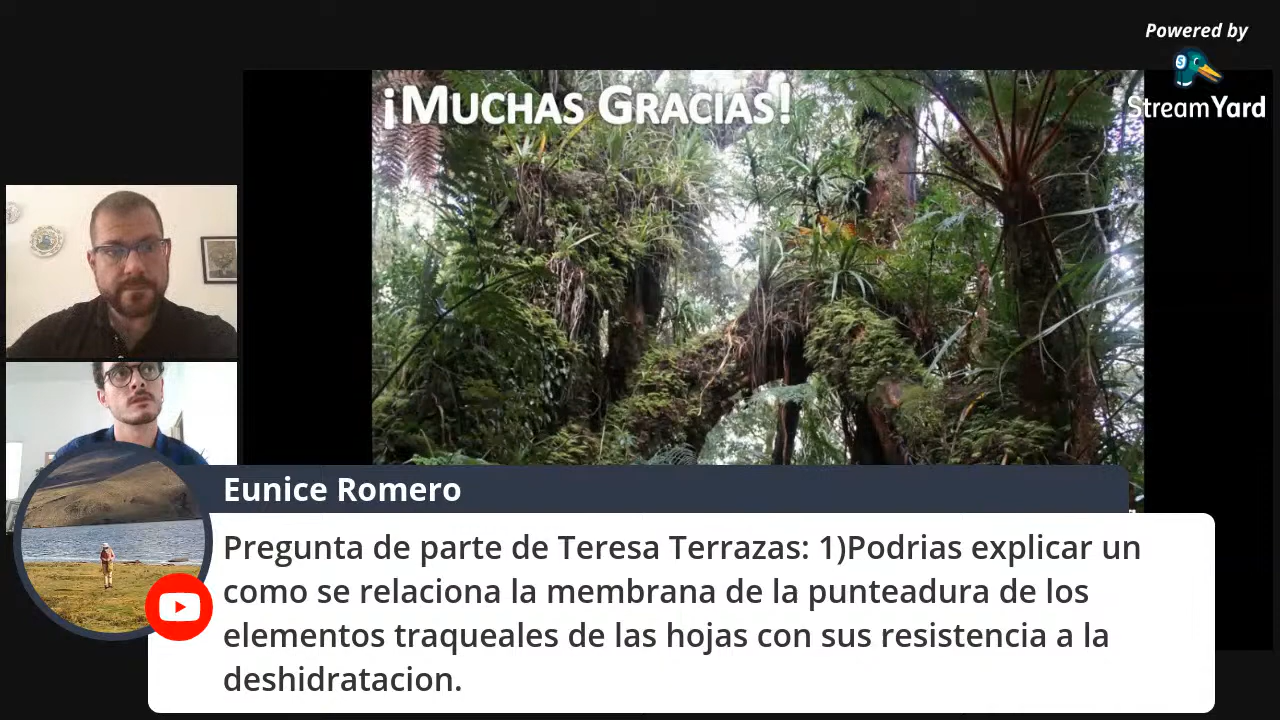 Powered by
StreamYard
¡MUCHAS GRACIAS!
Eunice Romero
Pregunta de parte de Teresa Terrazas: 1)Podrias explicar un
como se relaciona la membrana de la punteadura de los
elementos traqueales de las hojas con sus resistencia a la
deshidratacion.